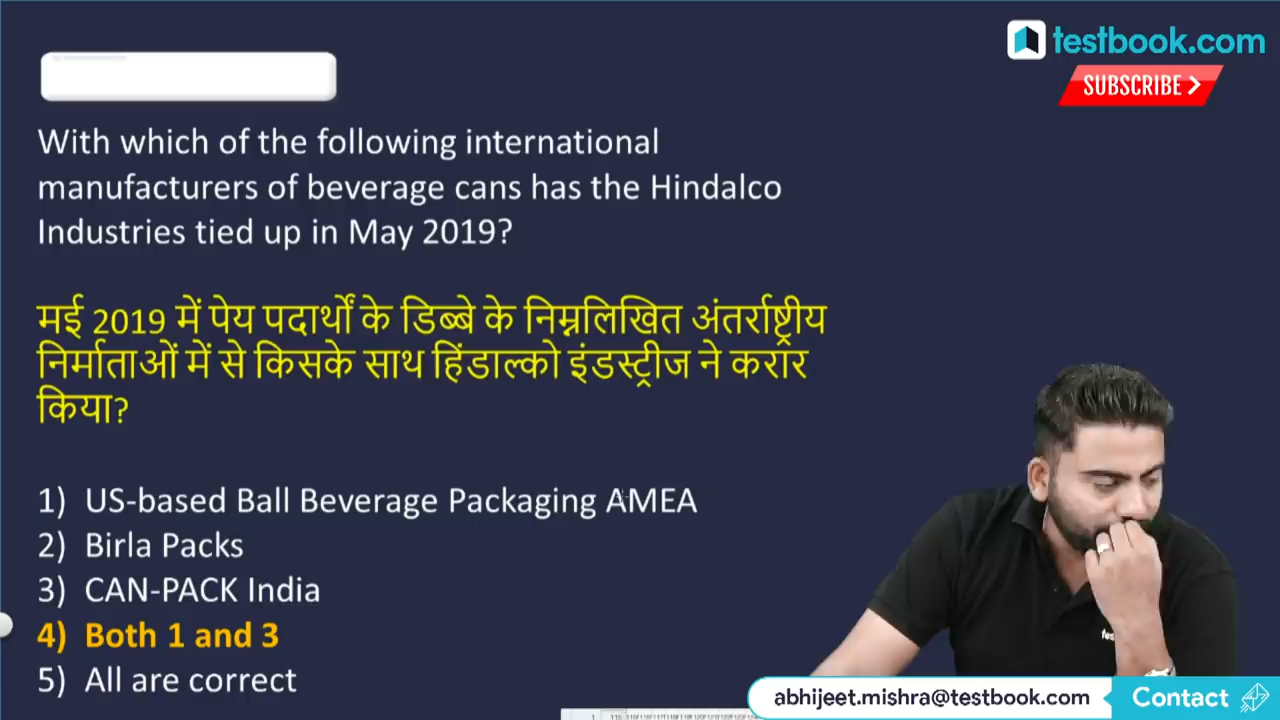 testbook.com
SUBSCRIBE
With which of the following international
manufacturers of beverage cans has the Hindalco
Industries tied up in May 2019?
मई 2019 में पेय पदार्थों के डिब्बे के निम्नलिखित अंतर्राष्ट्रीय
निर्माताओं में से किसके साथ हिंडाल्को इंडस्ट्रीज ने करार
किया?
1) US-based Ball Beverage Packaging AMEA
2) Birla Packs
3) CAN-PACK India
4) Both 1 and 3
5) All are correct
abhijeet.mishra@testbook.com Contact